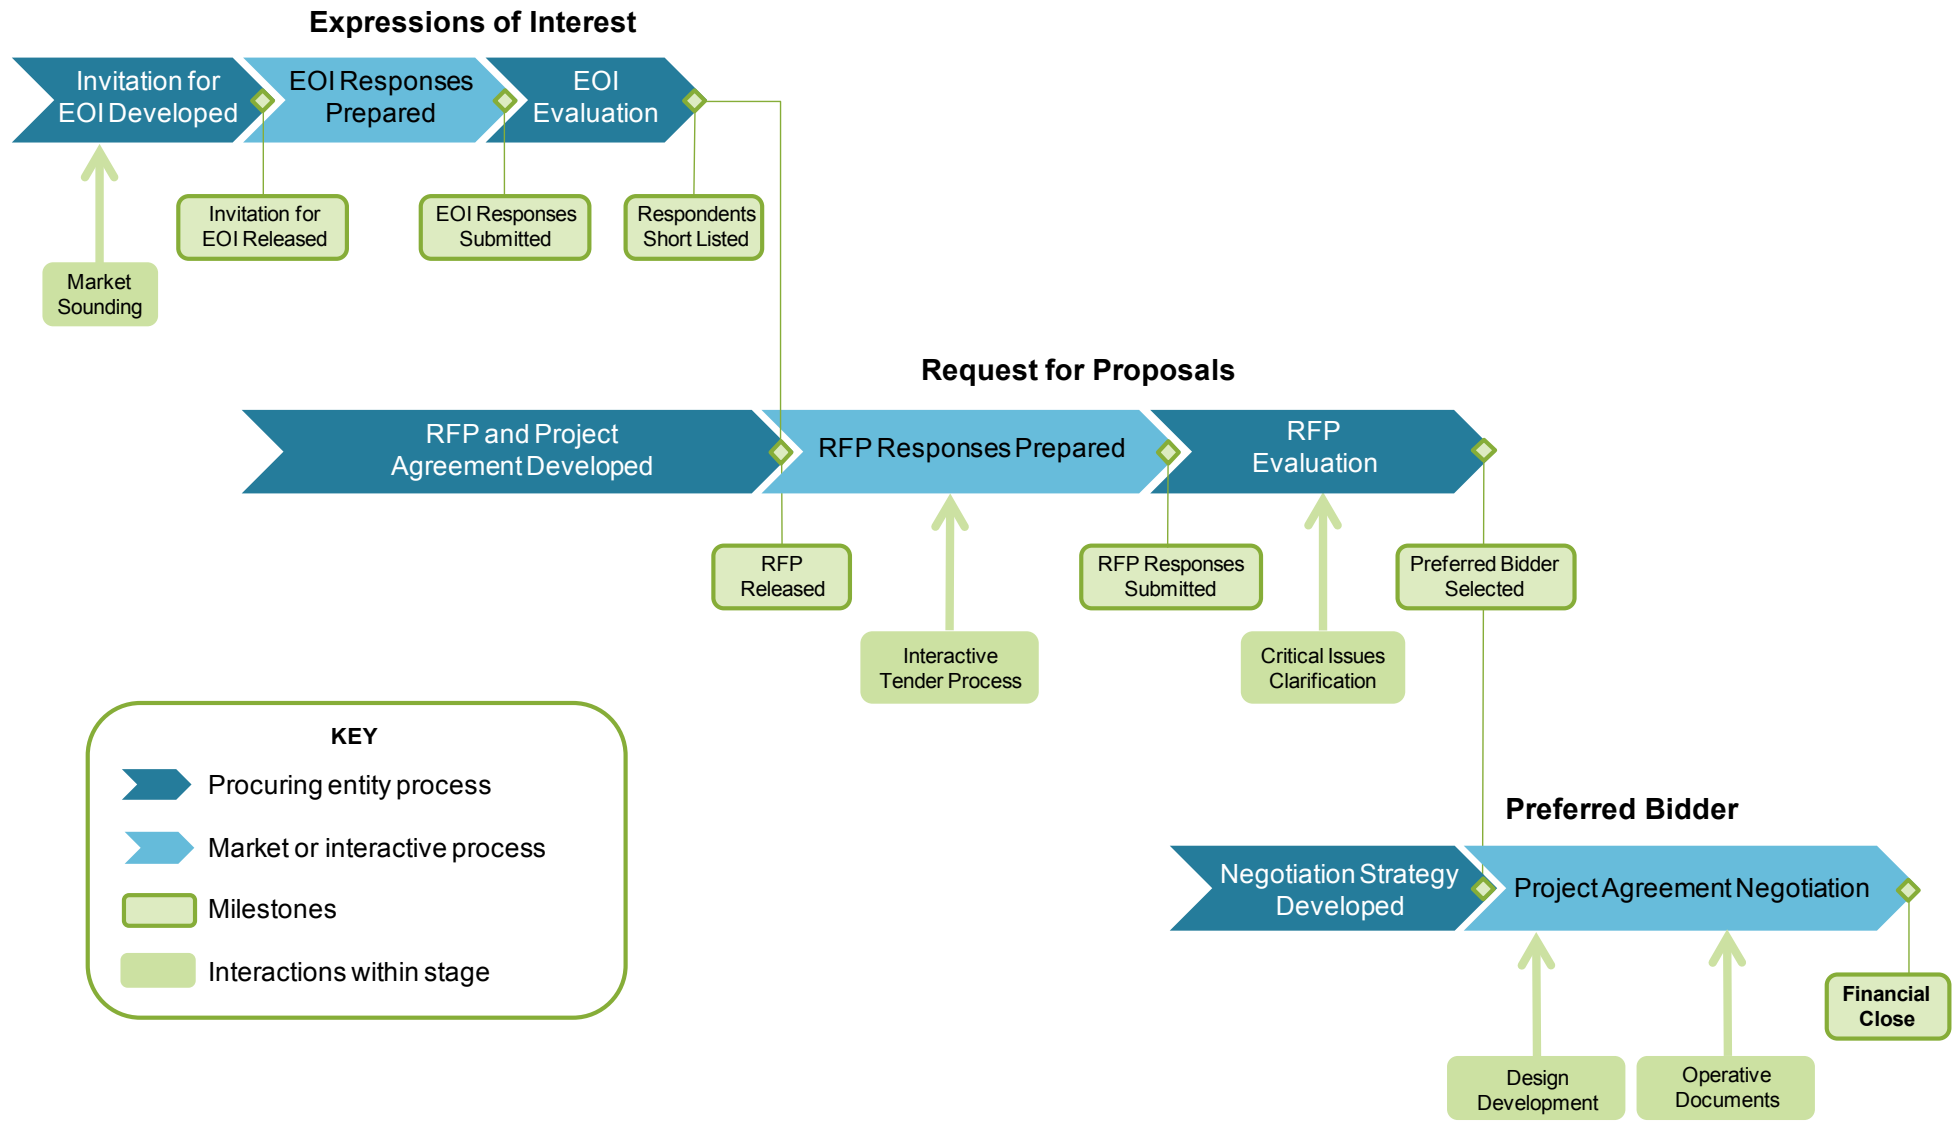 Expressions of Interest
Invitation for
EOI Developed
EOI Responses
Prepared
EOI
Evaluation
Invitation for
EOI Released
EOI Responses
Submitted
Respondents
Short Listed
Market
Sounding
Request for Proposals
RFP and Project
Agreement Developed
RFP Responses Prepared
RFP
Evaluation
RFP
Released
RFP Responses
Submitted
Preferred Bidder
Selected
Interactive
Tender Process
Critical Issues
Clarification
KEY
Procuring entity process
Market or interactive process
Milestones
Interactions within stage
Preferred Bidder
Negotiation Strategy
Developed
Project Agreement Negotiation
Financial
Close
Design
Development
Operative
Documents